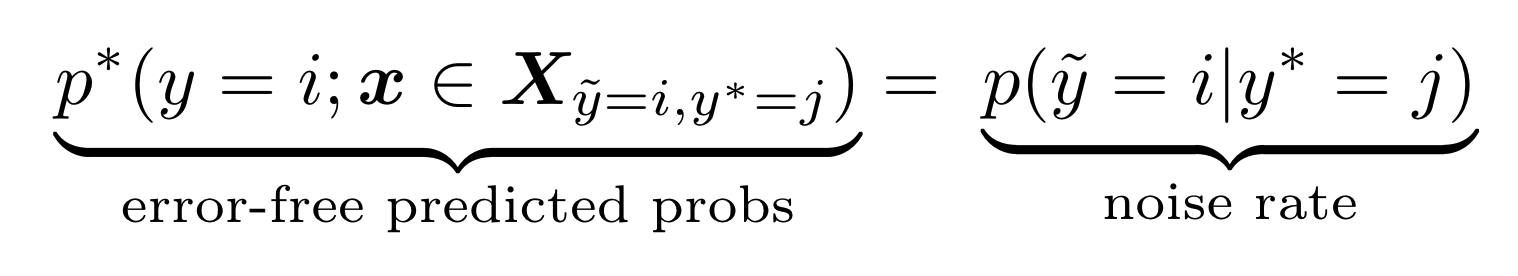 p*(y = i; x ∈ X_{ỹ=i,y*=j}) = p(ỹ = i|y* = j)
error-free predicted probs noise rate